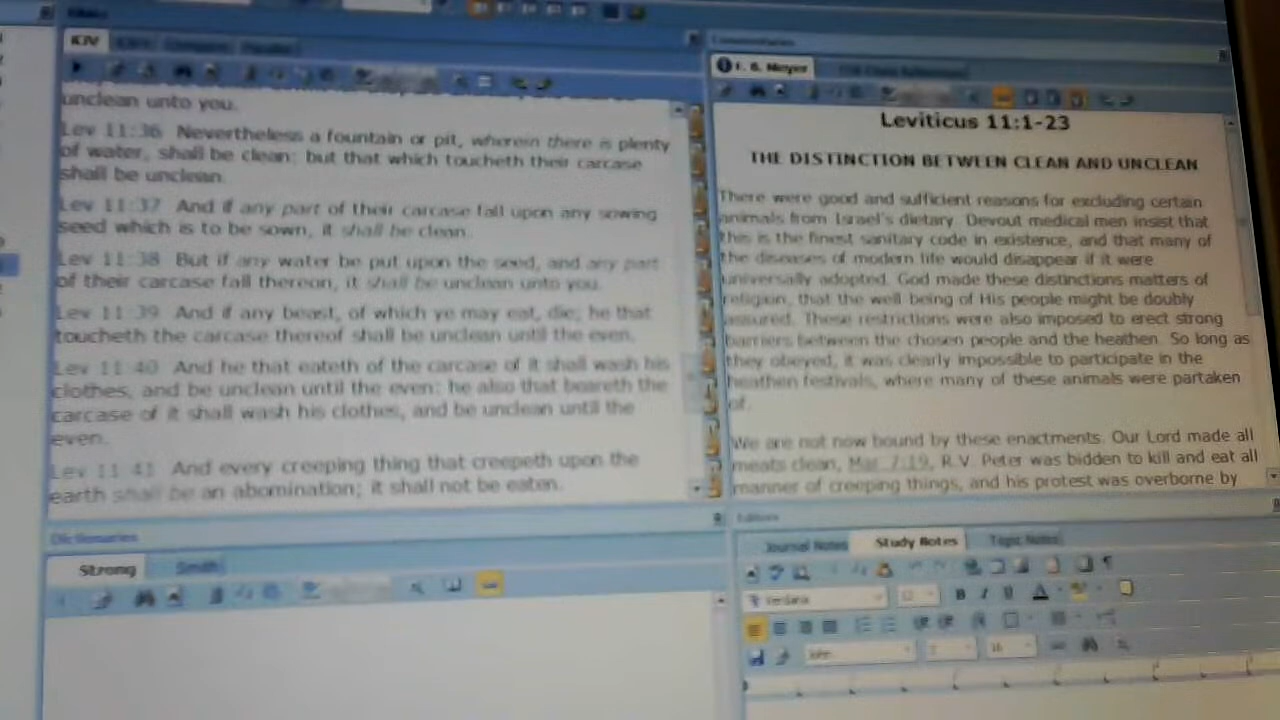 KJV
unclean unto you.
Lev 11:36 Nevertheless a fountain or pit, wherein there is plenty
of water, shall be clean: but that which toucheth their carcase
shall be unclean.
Lev 11:37 And if any part of their carcase fall upon any sowing
seed which is to be sown, it shall be clean.
Lev 11:38 But if any water be put upon the seed, and any part
of their carcase fall thereon, it shall be unclean unto you.
Lev 11:39 And if any beast, of which ye may eat, die; he that
toucheth the carcase thereof shall be unclean until the even.
Lev 11:40 And he that eateth of the carcase of it shall wash his
clothes, and be unclean until the even: he also that beareth the
carcase of it shall wash his clothes, and be unclean until the
even.
Lev 11:41 And every creeping thing that creepeth upon the
earth shall be an abomination; it shall not be eaten.
F. B. Meyer
Leviticus 11:1-23
THE DISTINCTION BETWEEN CLEAN AND UNCLEAN
There were good and sufficient reasons for excluding certain
animals from Israel's dietary. Devout medical men insist that
this is the finest sanitary code in existence, and that many of
the diseases of modern life would disappear if it were
universally adopted. God made these distinctions matters of
religion, that the well-being of His people might be doubly
assured. These restrictions were also imposed to erect strong
barriers between the chosen people and the heathen. So long as
they obeyed, it was clearly impossible to participate in the
heathen festivals, where many of these animals were partaken
of.
We are not now bound by these enactments. Our Lord made all
meats clean, Mar_7:19, R.V. Peter was bidden to kill and eat all
manner of creeping things, and his protest was overborne by
Dictionaries
Strong Smith
Editors
Journal Notes Study Notes Topic Notes
Verdana 12 B I U
John